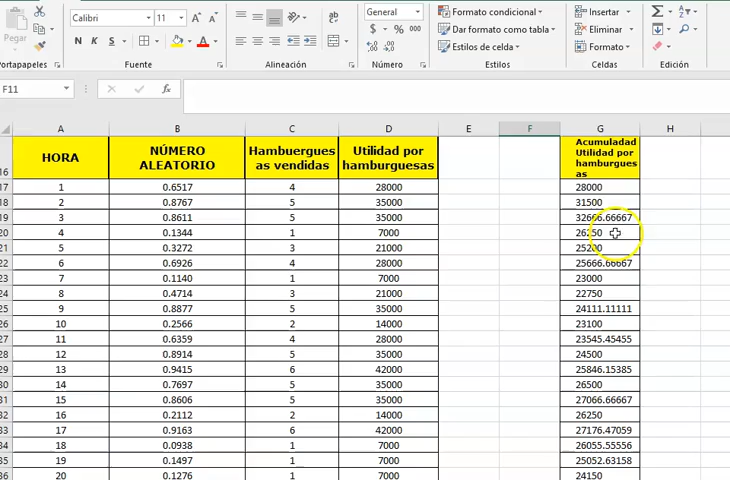 Calibri 11 A A General Formato condicional Insertar Σ
Pegar N K S $ % 000 Dar formato como tabla Eliminar
Estilos de celda Formato
Portapapeles Fuente Alineación Número Estilos Celdas
F11 fx
A B C D E F G H
16 HORA NÚMERO ALEATORIO Hambuergues as vendidas Utilidad por hamburguesas Acumuladad Utilidad por hamburgues as
17 1 0.6517 4 28000 28000
18 2 0.8767 5 35000 31500
19 3 0.8611 5 35000 32666.66667
20 4 0.1344 1 7000 26250
21 5 0.3272 3 21000 25200
22 6 0.6926 4 28000 25666.66667
23 7 0.1140 1 7000 23000
24 8 0.4714 3 21000 22750
25 9 0.8877 5 35000 24111.11111
26 10 0.2566 2 14000 23100
27 11 0.6359 4 28000 23545.45455
28 12 0.8914 5 35000 24500
29 13 0.9415 6 42000 25846.15385
30 14 0.7697 5 35000 26500
31 15 0.8606 5 35000 27066.66667
32 16 0.2112 2 14000 26250
33 17 0.9163 6 42000 27176.47059
34 18 0.0938 1 7000 26055.55556
35 19 0.1497 1 7000 25052.63158
36 20 0.1276 1 7000 24150